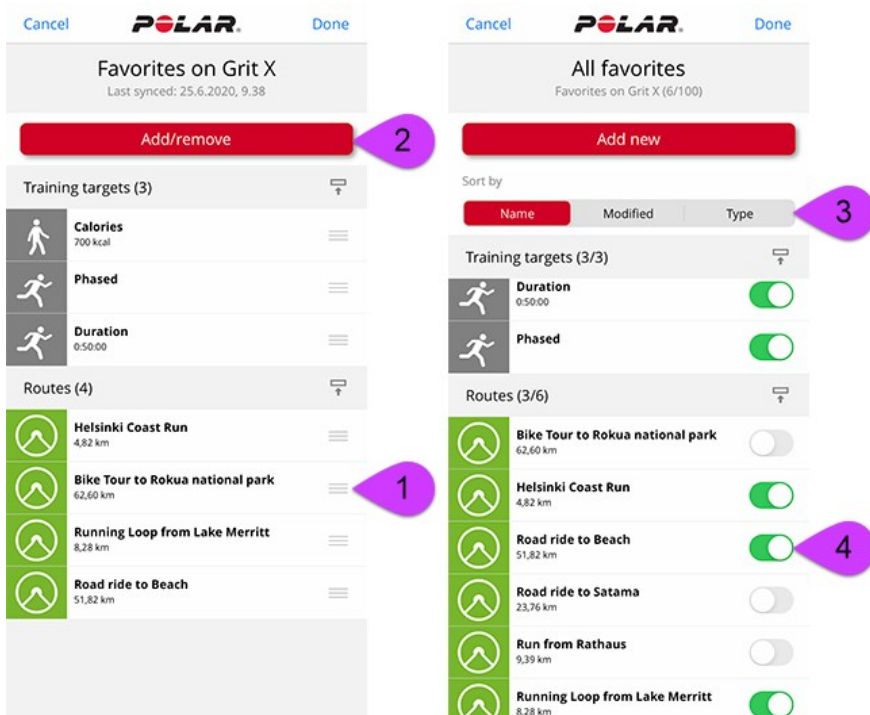 Cancel POLAR. Done
Favorites on Grit X
Last synced: 25.6.2020, 9.38
Add/remove
2
Training targets (3)
Calories
700 kcal
Phased
Duration
0:50:00
Routes (4)
Helsinki Coast Run
4,82 km
Bike Tour to Rokua national park
62,60 km
1
Running Loop from Lake Merritt
8,28 km
Road ride to Beach
51,82 km
Cancel POLAR. Done
All favorites
Favorites on Grit X (6/100)
Add new
Sort by
Name Modified Type
3
Training targets (3/3)
Duration
0:50:00
Phased
Routes (3/6)
Bike Tour to Rokua national park
62,60 km
Helsinki Coast Run
4,82 km
Road ride to Beach
51,82 km
4
Road ride to Satama
23,76 km
Run from Rathaus
9,39 km
Running Loop from Lake Merritt
8,28 km